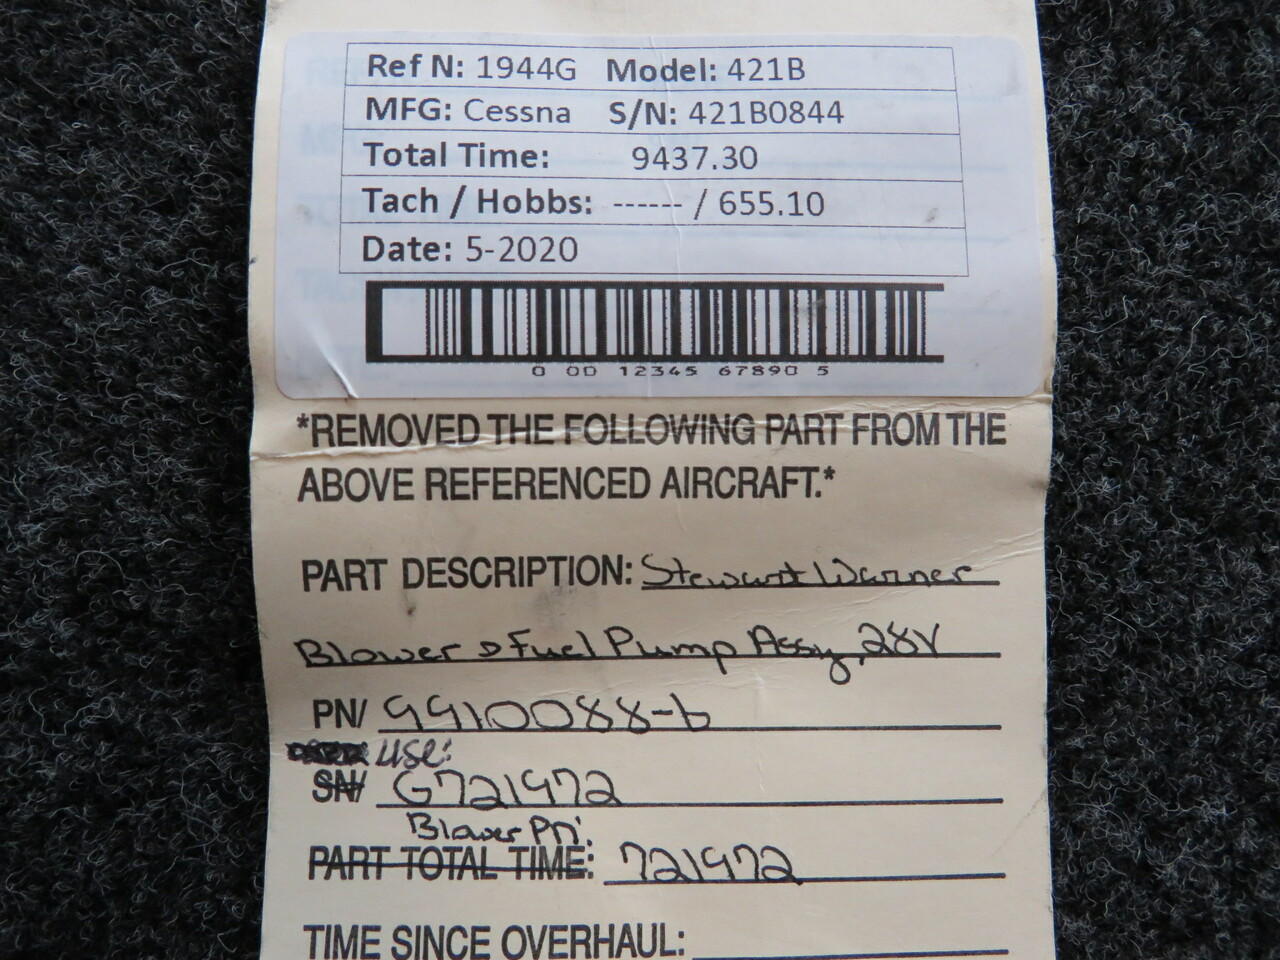 Ref N: 1944G Model: 421B
MFG: Cessna S/N: 421B0844
Total Time: 9437.30
Tach / Hobbs: ------ / 655.10
Date: 5-2020
0 00 12345 67890 5
*REMOVED THE FOLLOWING PART FROM THE
ABOVE REFERENCED AIRCRAFT.*
PART DESCRIPTION: Stewart Warner
Blower & Fuel Pump Assy, 28V
PN/ 9910088-6
USE:
SN/ G721972
Blower PN:
PART TOTAL TIME: 721972
TIME SINCE OVERHAUL: